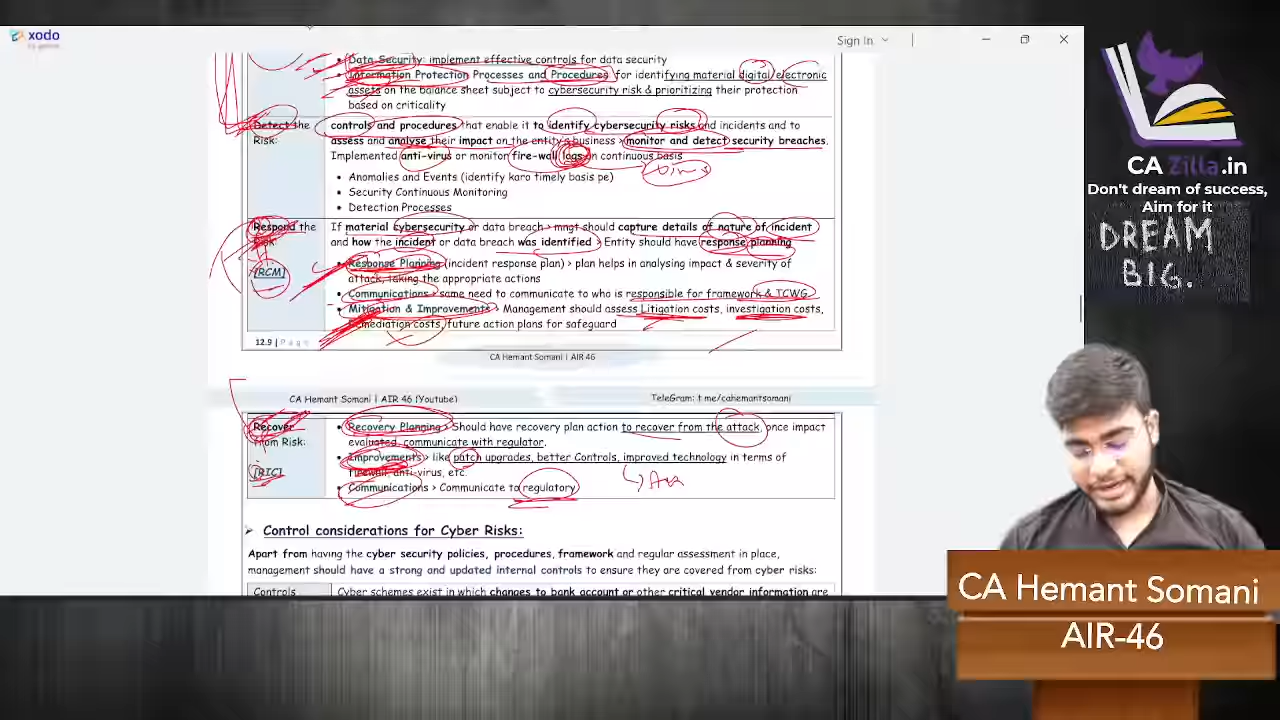 xodo
Sign In
• Data Security: implement effective controls for data security
• Information Protection Processes and Procedures for identifying material digital electronic
assets on the balance sheet subject to cybersecurity risk & prioritizing their protection
based on criticality
Detect the
Risk:
controls and procedures that enable it to identify cybersecurity risks and incidents and to
assess and analyse their impact on the entity's business > monitor and detect security breaches.
Implemented anti-virus or monitor fire-wall logs on continuous basis
• Anomalies and Events (identify karo timely basis pe)
• Security Continuous Monitoring
• Detection Processes
Respond the
Risk:
[RCM]
If material cybersecurity or data breach > mngt should capture details of nature of incident
and how the incident or data breach was identified > Entity should have response planning
• Response Planning (incident response plan) > plan helps in analysing impact & severity of
attack, taking the appropriate actions
• Communications > same need to communicate to who is responsible for framework & TCWG
• Mitigation & Improvements > Management should assess Litigation costs, investigation costs,
remediation costs, future action plans for safeguard
12.9 | P a g e
CA Hemant Somani | AIR 46
CA Hemant Somani | AIR 46 (Youtube)
TeleGram: t.me/cahemantsomani
Recover
from Risk:
[RIC]
• Recovery Planning > Should have recovery plan action to recover from the attack, once impact
evaluated, communicate with regulator.
• Improvements > like patch upgrades, better Controls, improved technology in terms of
firewall, anti-virus, etc.
• Communications > Communicate to regulatory
➢ Control considerations for Cyber Risks:
Apart from having the cyber security policies, procedures, framework and regular assessment in place,
management should have a strong and updated internal controls to ensure they are covered from cyber risks:
Controls
Cyber schemes exist in which changes to bank account or other critical vendor information are
CA Zilla.in
Don't dream of success,
Aim for it
DREAM
BIG.
CA Hemant Somani
AIR-46